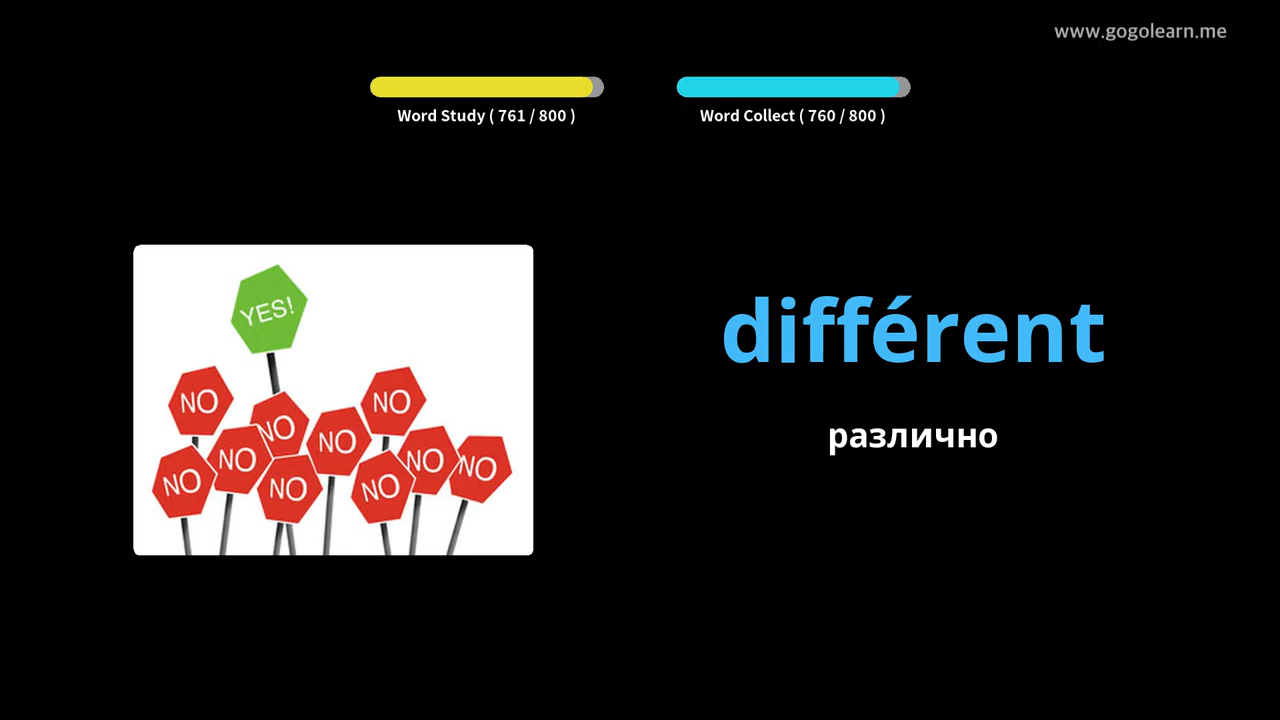 www.gogolearn.me
Word Study ( 761 / 800 )
Word Collect ( 760 / 800 )
YES!
NO
NO
NO
NO
NO
NO
NO
NO
NO
NO
différent
различно